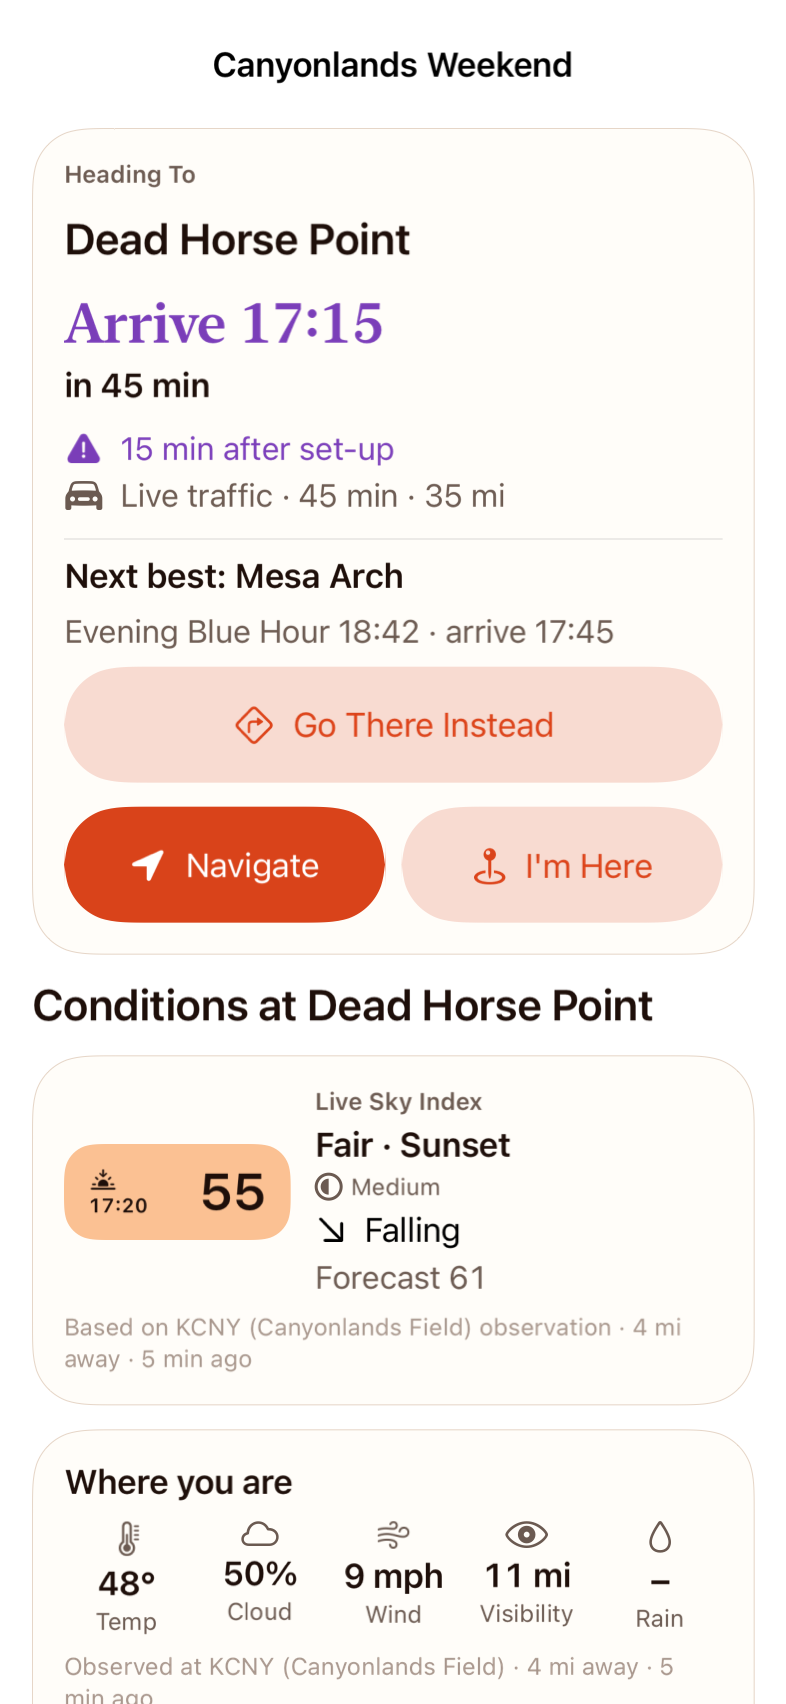 Canyonlands Weekend
Heading To
Dead Horse Point
Arrive 17:15
in 45 min
15 min after set-up
Live traffic · 45 min · 35 mi
Next best: Mesa Arch
Evening Blue Hour 18:42 · arrive 17:45
Go There Instead
Navigate
I'm Here
Conditions at Dead Horse Point
17:20
55
Live Sky Index
Fair · Sunset
Medium
Falling
Forecast 61
Based on KCNY (Canyonlands Field) observation · 4 mi
away · 5 min ago
Where you are
48°
Temp
50%
Cloud
9 mph
Wind
11 mi
Visibility
–
Rain
Observed at KCNY (Canyonlands Field) · 4 mi away · 5
min ago